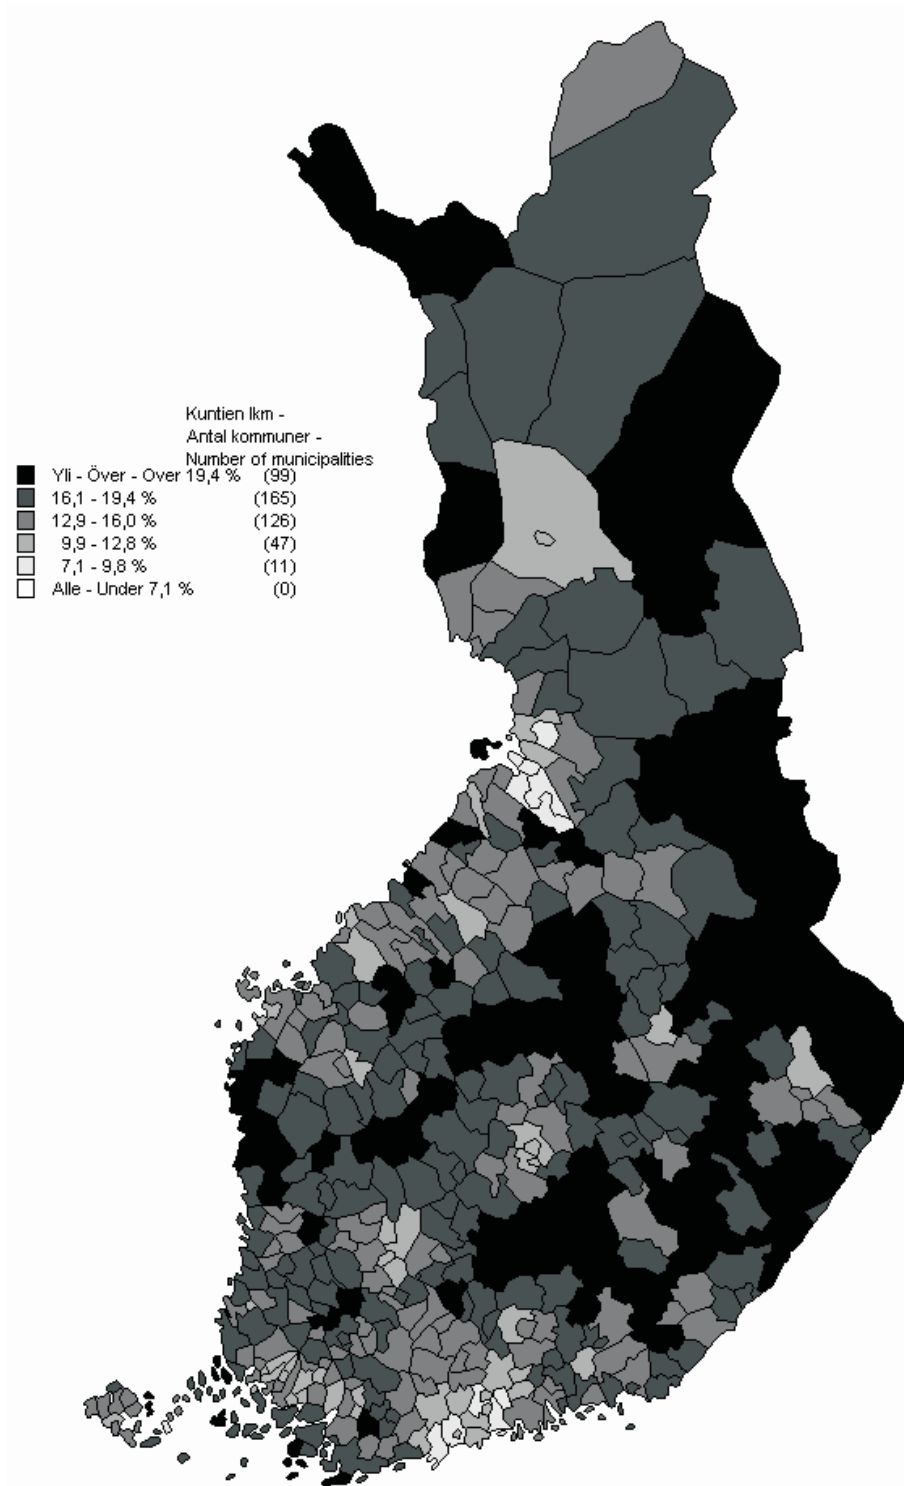 Kuntien lkm -
Antal kommuner -
Number of municipalities
Yli - Över - Over 19,4 % (99)
16,1 - 19,4 % (165)
12,9 - 16,0 % (126)
9,9 - 12,8 % (47)
7,1 - 9,8 % (11)
Alle - Under 7,1 % (0)